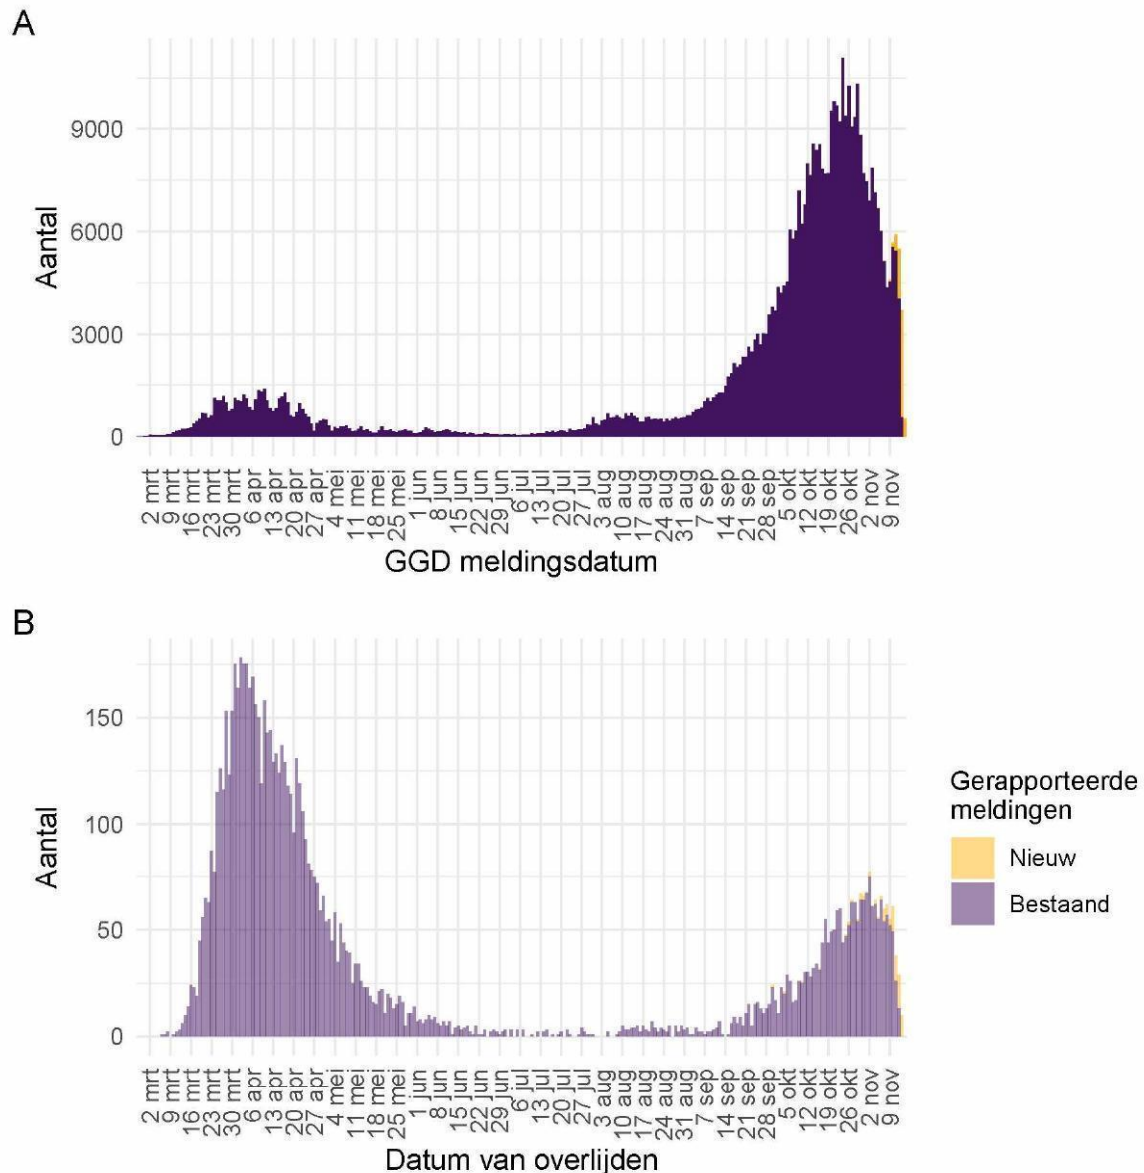 A
Aantal
9000
6000
3000
0
2 mrt
9 mrt
16 mrt
23 mrt
30 mrt
6 apr
13 apr
20 apr
27 apr
4 mei
11 mei
18 mei
25 mei
1 jun
8 jun
15 jun
22 jun
29 jun
6 jul
13 jul
20 jul
27 jul
3 aug
10 aug
17 aug
24 aug
31 aug
7 sep
14 sep
21 sep
28 sep
5 okt
12 okt
19 okt
26 okt
2 nov
9 nov
GGD meldingsdatum
B
Aantal
150
100
50
0
2 mrt
9 mrt
16 mrt
23 mrt
30 mrt
6 apr
13 apr
20 apr
27 apr
4 mei
11 mei
18 mei
25 mei
1 jun
8 jun
15 jun
22 jun
29 jun
6 jul
13 jul
20 jul
27 jul
3 aug
10 aug
17 aug
24 aug
31 aug
7 sep
14 sep
21 sep
28 sep
5 okt
12 okt
19 okt
26 okt
2 nov
9 nov
Datum van overlijden
Gerapporteerde
meldingen
Nieuw
Bestaand